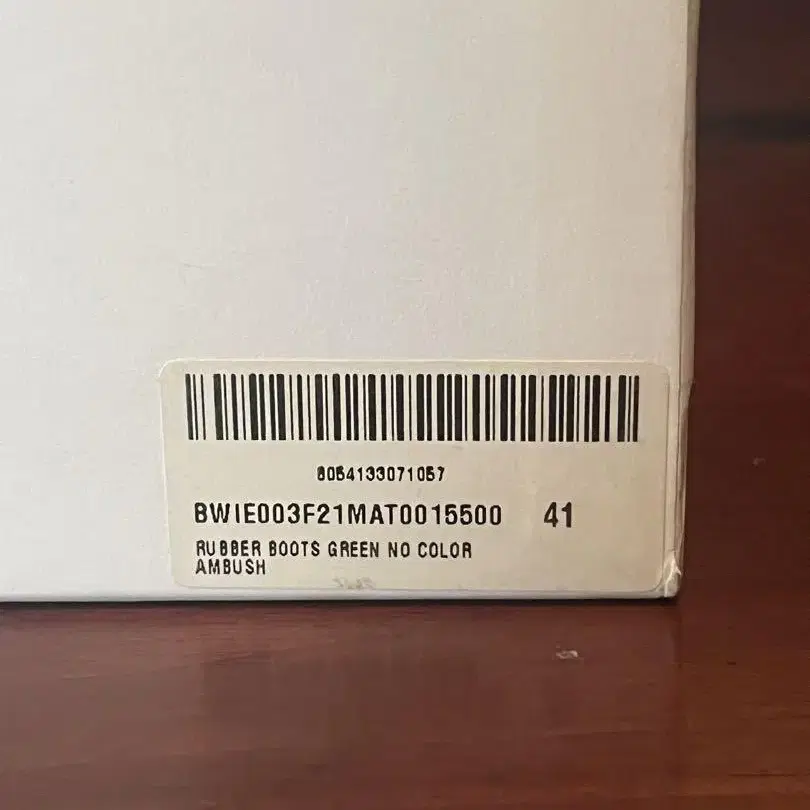 8054133071057
BWIE003F21MAT0015500 41
RUBBER BOOTS GREEN NO COLOR
AMBUSH